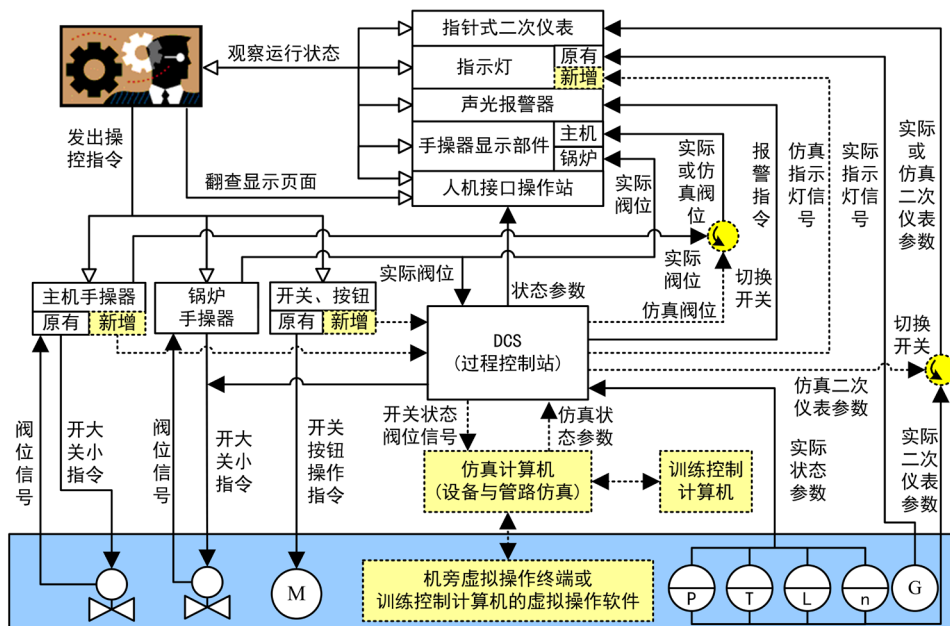 指针式二次仪表
观察运行状态
原有
指示灯
新增
声光报警器
发出操
控指令
手操器显示部件
主机
锅炉
翻查显示页面
人机接口操作站
实际
阀位
实际
或仿
真阀
位
报警
指令
仿真
指示
灯信
号
实际
指示
灯信
号
实际
或
仿真
二次
仪表
参数
主机手操器
原有
新增
锅炉
手操器
开关、按钮
原有
新增
实际阀位
状态参数
实际
阀位
切换
开关
仿真阀位
DCS
(过程控制站)
切换
开关
仿真二次
仪表参数
阀位
信号
开大
关小
指令
阀位
信号
开大
关小
指令
开关
按钮
操作
指令
开关状态
阀位信号
仿真状
态参数
实际
状态
参数
实际
二次
仪表
参数
仿真计算机
(设备与管路仿真)
训练控制
计算机
机旁虚拟操作终端或
训练控制计算机的虚拟操作软件
M
P
T
L
n
G